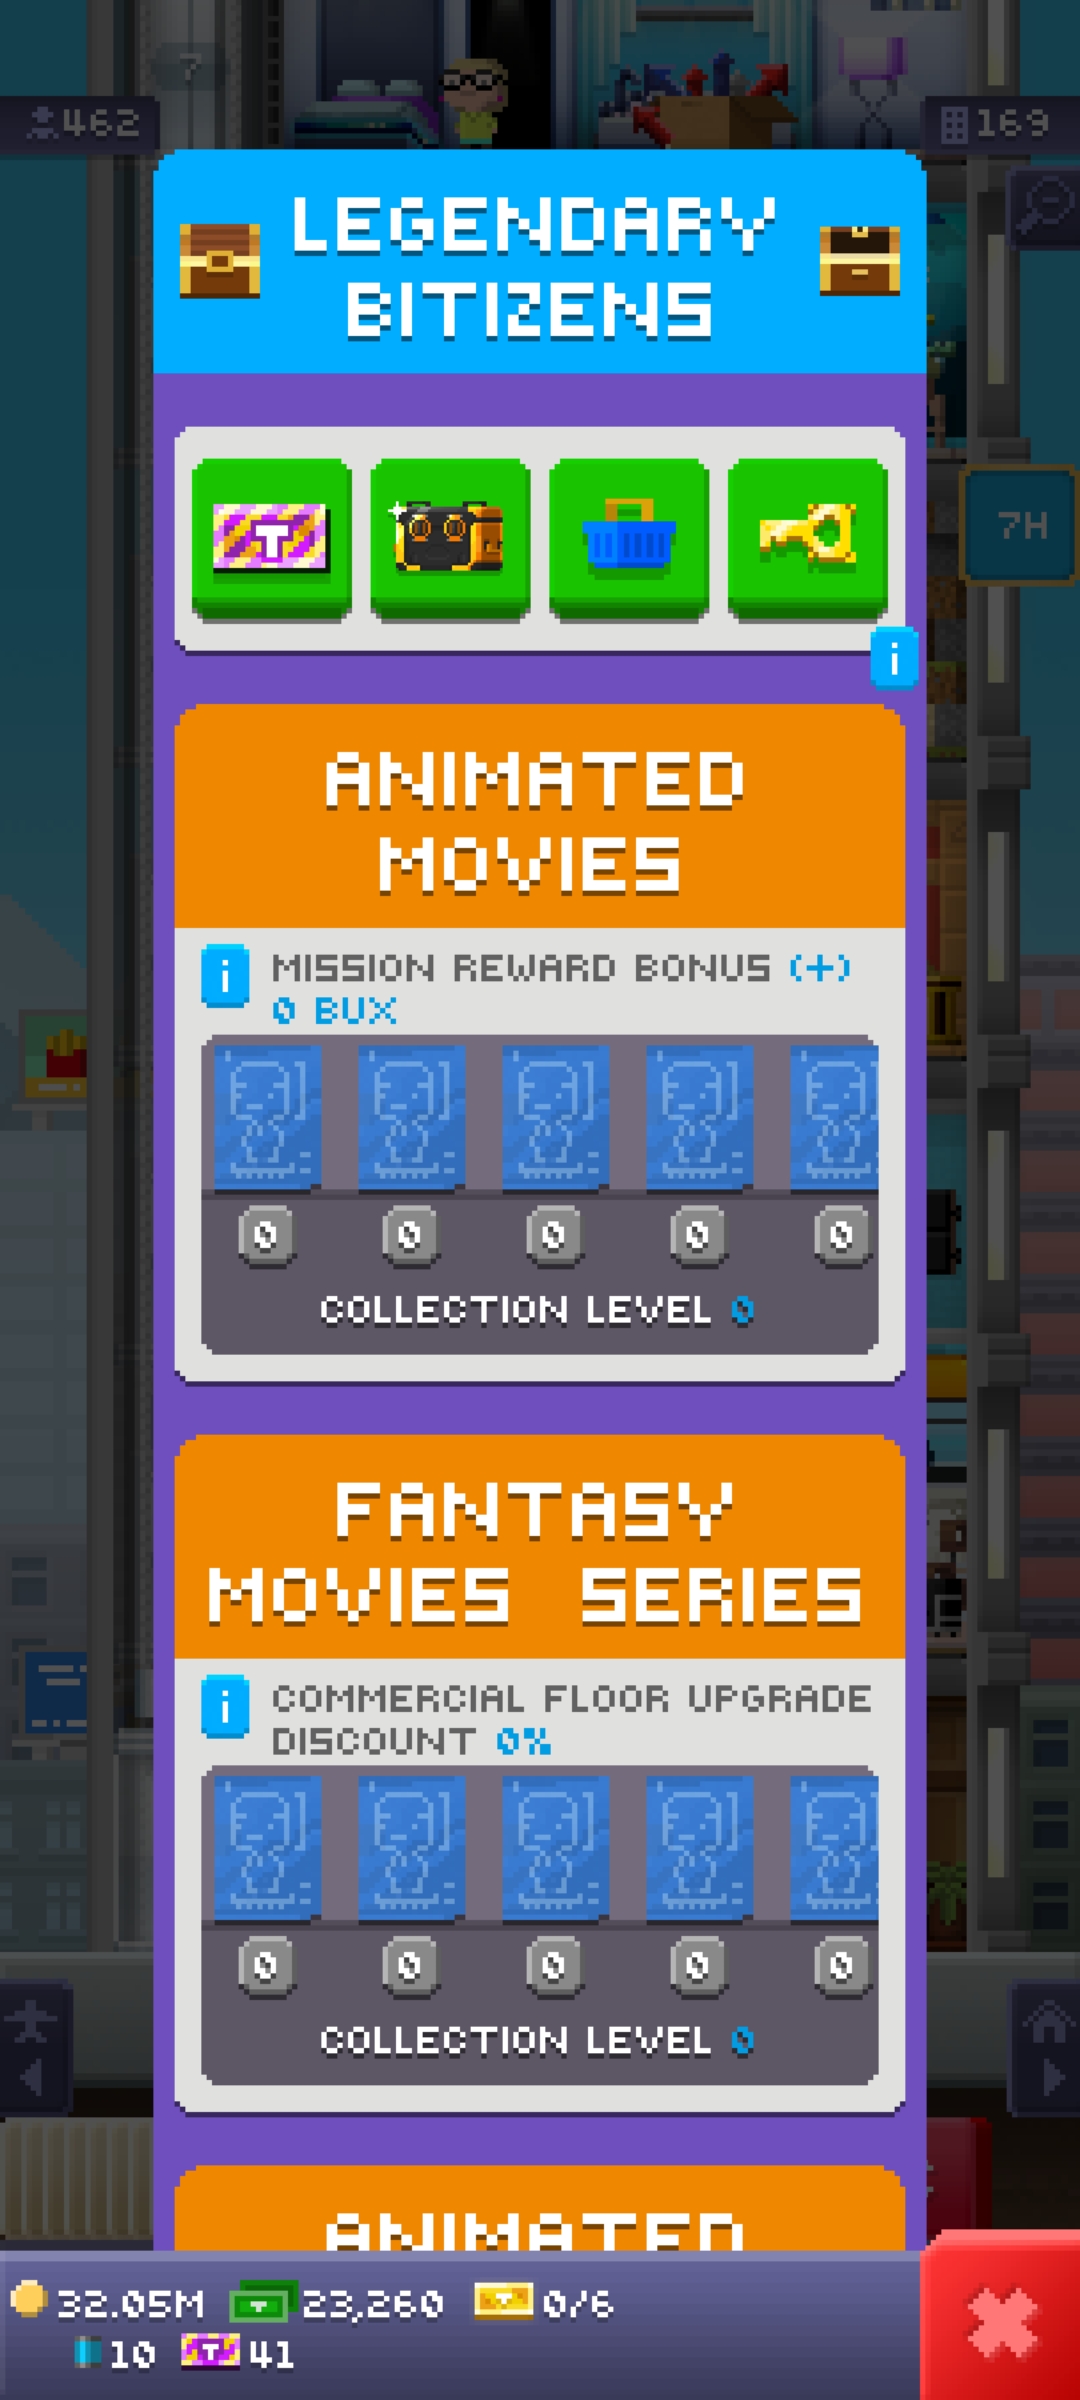 ?
462
169
LEGENDARY
BITIZENS
T
7H
i
ANIMATED
MOVIES
i MISSION REWARD BONUS (+)
0 BUX
0 0 0 0 0
COLLECTION LEVEL 0
FANTASY
MOVIES SERIES
i COMMERCIAL FLOOR UPGRADE
DISCOUNT 0%
0 0 0 0 0
COLLECTION LEVEL 0
ANIMATED
32.05M 23,260 0/6
10 T 41